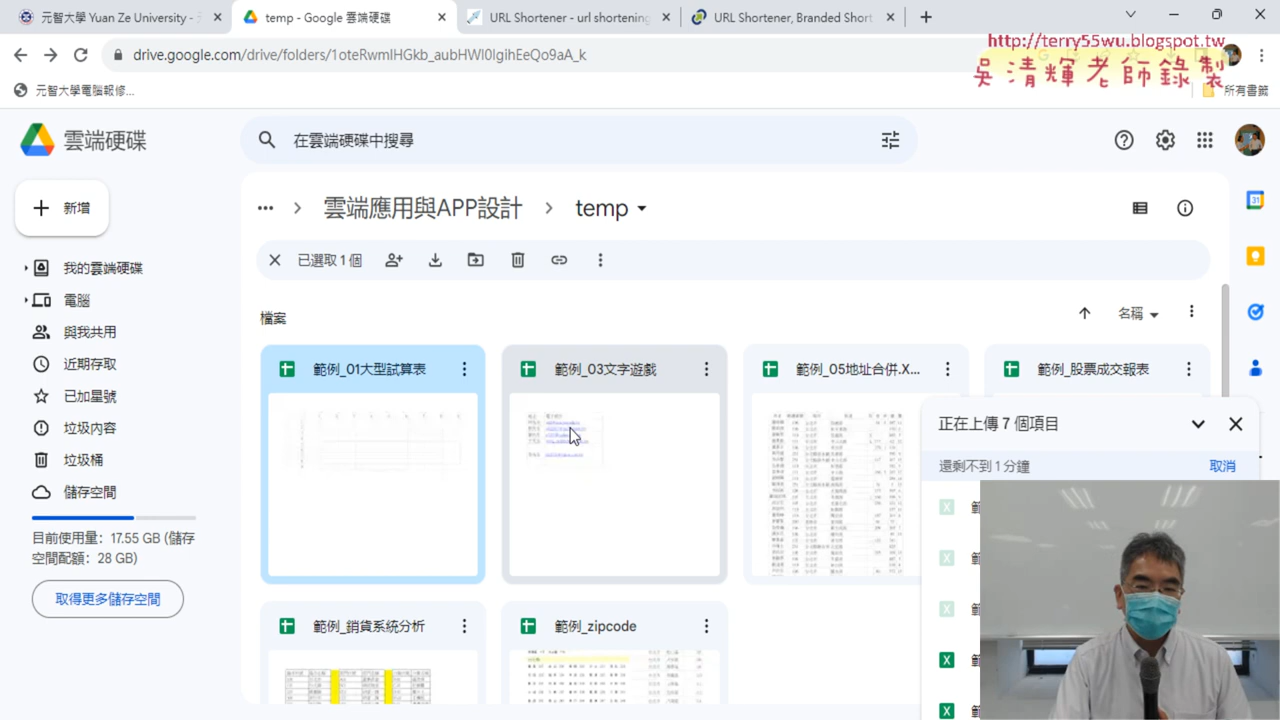 元智大學 Yuan Ze University -
temp - Google 雲端硬碟
URL Shortener - url shortening
URL Shortener, Branded Short
drive.google.com/drive/folders/1oteRwmlHGkb_aubHWl0lglhEeQo9aA_k
http://terry55wu.blogspot.tw
吳清輝老師錄製
元智大學電腦報修...
所有書籤
雲端硬碟
在雲端硬碟中搜尋
新增
雲端應用與APP設計
temp
已選取 1 個
我的雲端硬碟
電腦
與我共用
近期存取
已加星號
垃圾內容
垃圾桶
儲存空間
目前使用量：17.55 GB (儲存
空間配額：28 GB)
取得更多儲存空間
檔案
名稱
範例_01大型試算表
範例_03文字遊戲
範例_05地址合併.X...
範例_股票成交報表
範例_銷貨系統分析
範例_zipcode
正在上傳 7 個項目
還剩不到 1 分鐘
取消
31